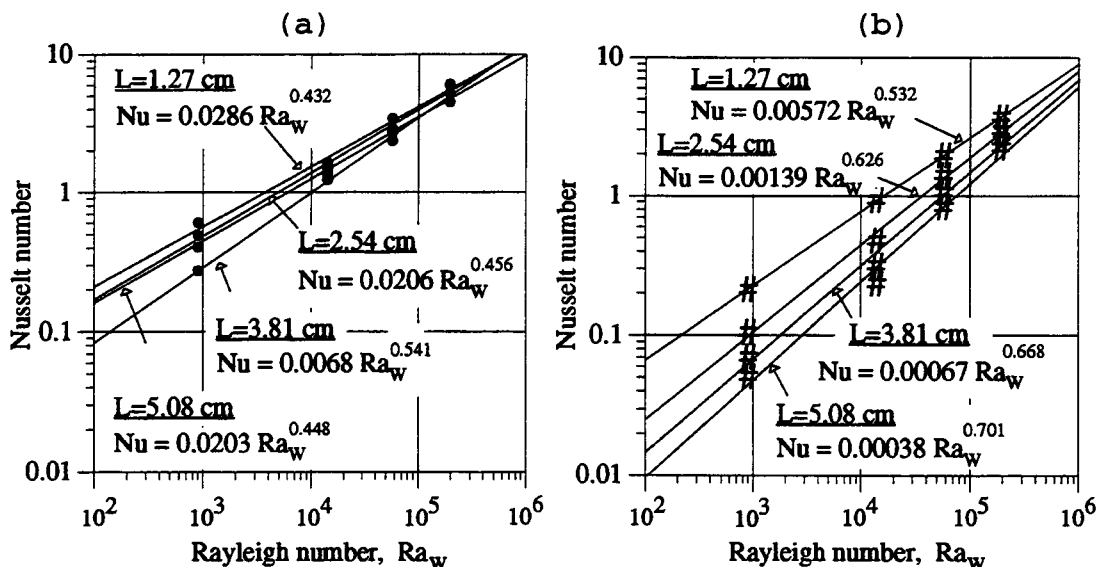 (a)
10
1
0.1
0.01
Nusselt number
L=1.27 cm
Nu = 0.0286 Ra_w^0.432
L=2.54 cm
Nu = 0.0206 Ra_w^0.456
L=3.81 cm
Nu = 0.0068 Ra_w^0.541
L=5.08 cm
Nu = 0.0203 Ra_w^0.448
10^2 10^3 10^4 10^5 10^6
Rayleigh number, Ra_w
(b)
10
1
0.1
0.01
Nusselt number
L=1.27 cm
Nu = 0.00572 Ra_w^0.532
L=2.54 cm
Nu = 0.00139 Ra_w^0.626
L=3.81 cm
Nu = 0.00067 Ra_w^0.668
L=5.08 cm
Nu = 0.00038 Ra_w^0.701
10^2 10^3 10^4 10^5 10^6
Rayleigh number, Ra_w